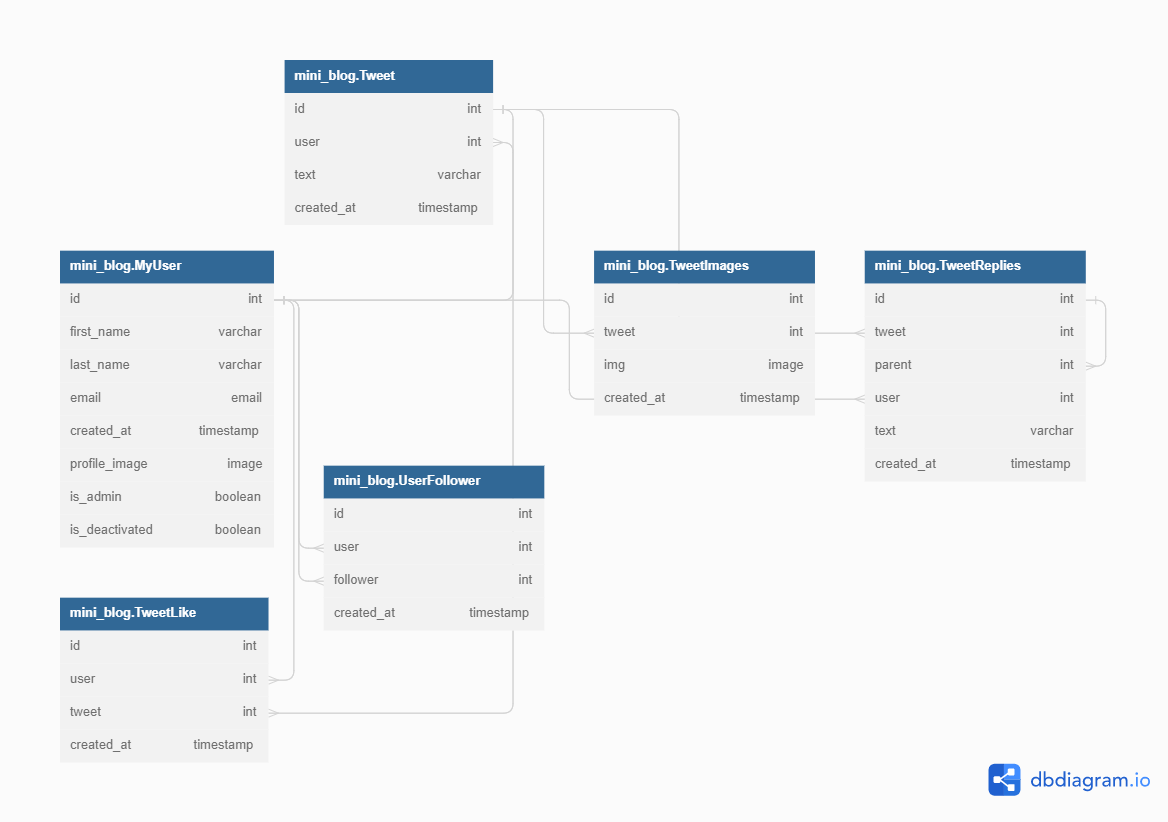 mini_blog.Tweet
id int
user int
text varchar
created_at timestamp
mini_blog.MyUser
id int
first_name varchar
last_name varchar
email email
created_at timestamp
profile_image image
is_admin boolean
is_deactivated boolean
mini_blog.TweetImages
id int
tweet int
img image
created_at timestamp
mini_blog.TweetReplies
id int
tweet int
parent int
user int
text varchar
created_at timestamp
mini_blog.UserFollower
id int
user int
follower int
created_at timestamp
mini_blog.TweetLike
id int
user int
tweet int
created_at timestamp
dbdiagram.io